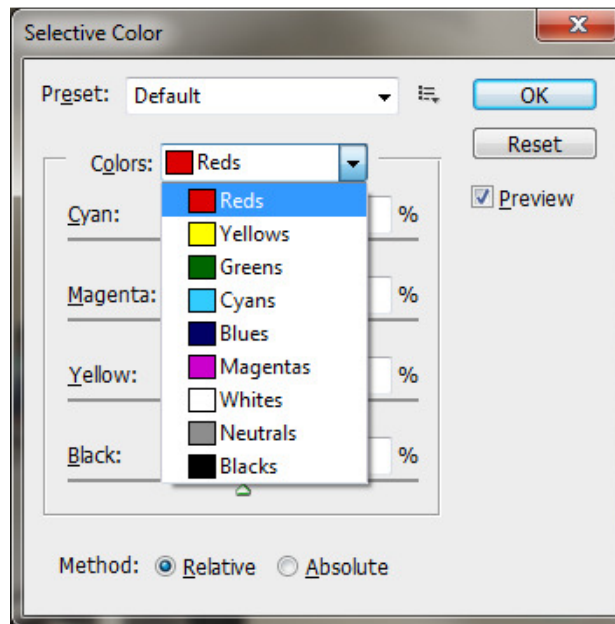 Selective Color
Preset: Default
OK
Reset
Preview
Colors: Reds
Reds
Yellows
Greens
Cyans
Blues
Magentas
Whites
Neutrals
Blacks
Cyan: %
Magenta: %
Yellow: %
Black: %
Method: Relative Absolute